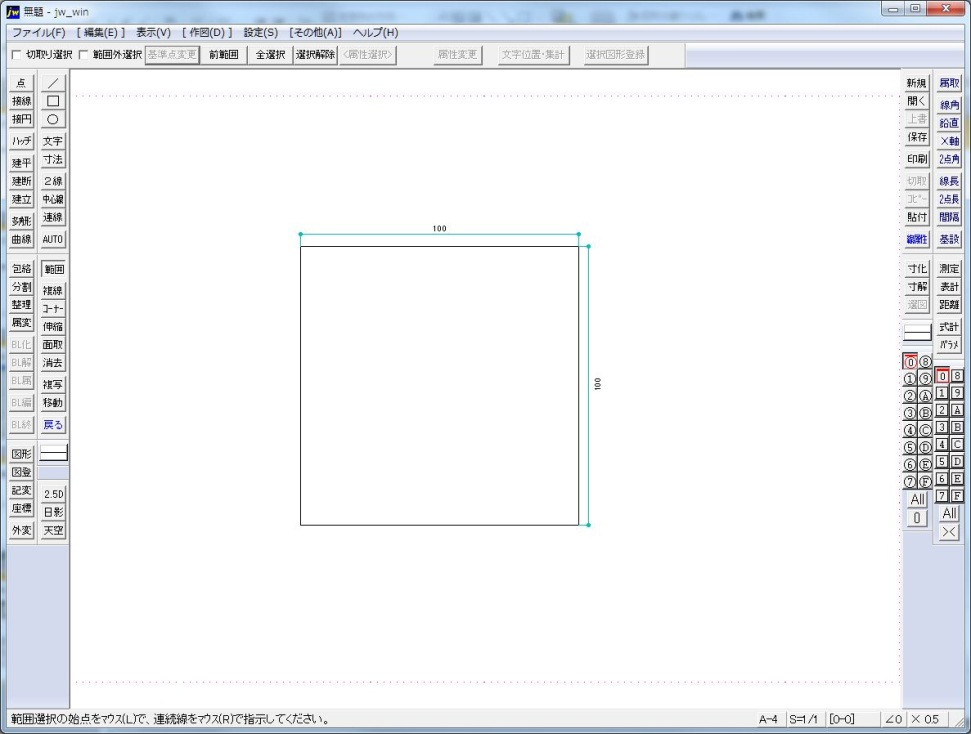 無題 - jw_win
ファイル(F) [ 編集(E) ] 表示(V) [ 作図(D) ] 設定(S) [その他(A)] ヘルプ(H)
切取り選択 範囲外選択 基準点変更 前範囲 全選択 選択解除 <属性選択> 属性変更 文字位置・集計 選択図形登録
点 ／
接線 □
接円 ○
ハッチ 文字
建平 寸法
建断 2線
建立 中心線
多角形 連線
曲線 AUTO
包絡 範囲
分割 複線
整理 コーナー
属変 伸縮
BL化 面取
BL解 消去
BL属 複写
BL編 移動
BL終 戻る
図形
図登
記変 2.5D
座標 日影
外変 天空
100
100
新規 属取
開く 線角
上書 鉛直
保存 X軸
印刷 2点角
切取 線長
コピー 2点長
貼付 間隔
線属性 基設
寸化 測定
寸解 表計
選図 距離
式計
パラメ
⓪ ⑧ 0 8
① ⑨ 1 9
② Ⓐ 2 A
③ Ⓑ 3 B
④ Ⓒ 4 C
⑤ Ⓓ 5 D
⑥ Ⓔ 6 E
⑦ Ⓕ 7 F
All All
0 ><
範囲選択の始点をマウス(L)で、連続線をマウス(R)で指示してください。 A-4 S=1/1 [0-0] ∠0 × 0.5